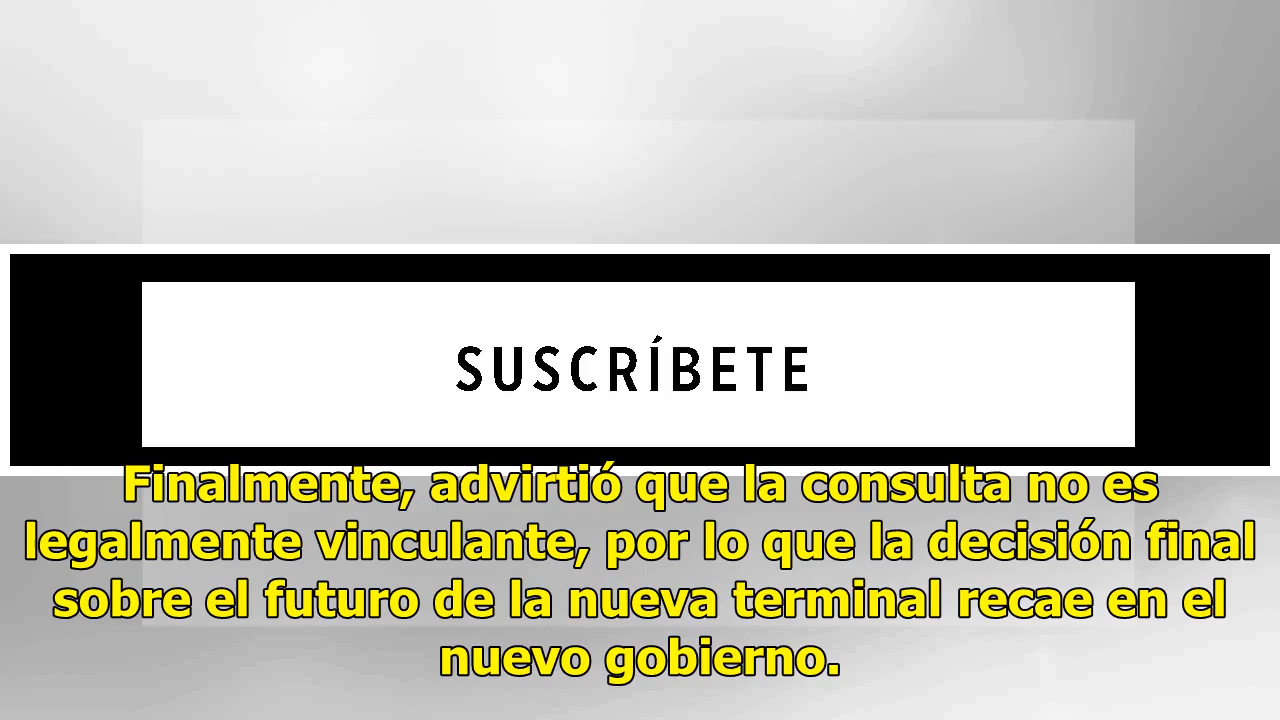 SUSCRÍBETE
Finalmente, advirtió que la consulta no es
legalmente vinculante, por lo que la decisión final
sobre el futuro de la nueva terminal recae en el
nuevo gobierno.